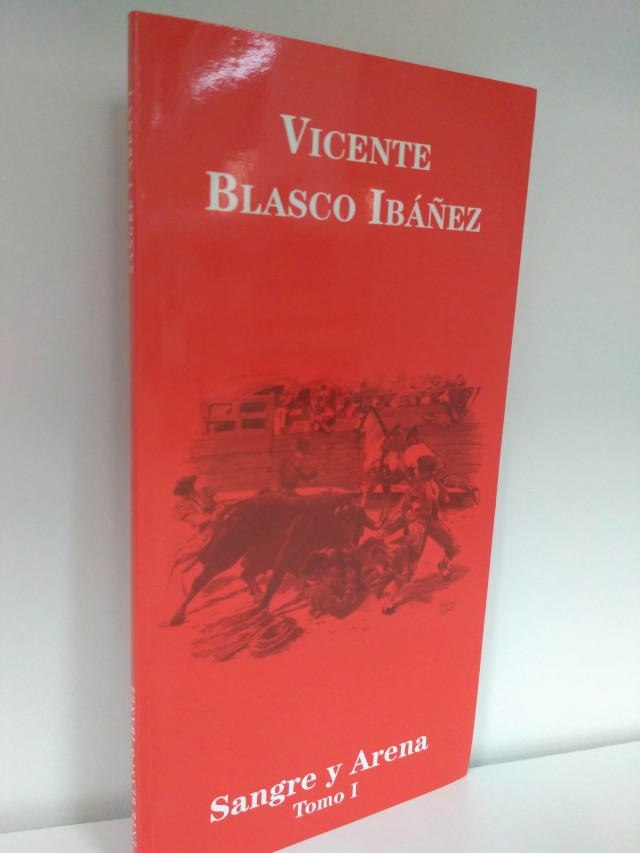 VICENTE
BLASCO IBÁÑEZ
Sangre y Arena
Tomo I